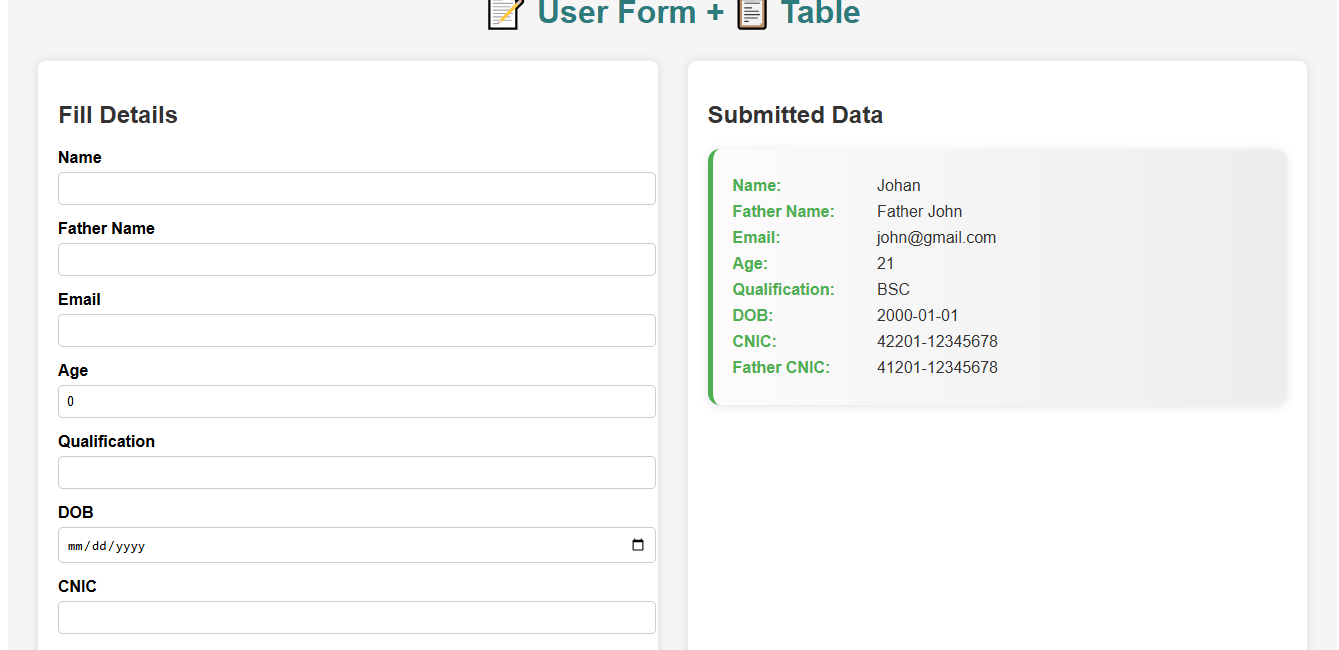 📝 User Form + 📋 Table
Fill Details
Name
Father Name
Email
Age
0
Qualification
DOB
mm/dd/yyyy
CNIC
Submitted Data
Name: Johan
Father Name: Father John
Email: john@gmail.com
Age: 21
Qualification: BSC
DOB: 2000-01-01
CNIC: 42201-12345678
Father CNIC: 41201-12345678